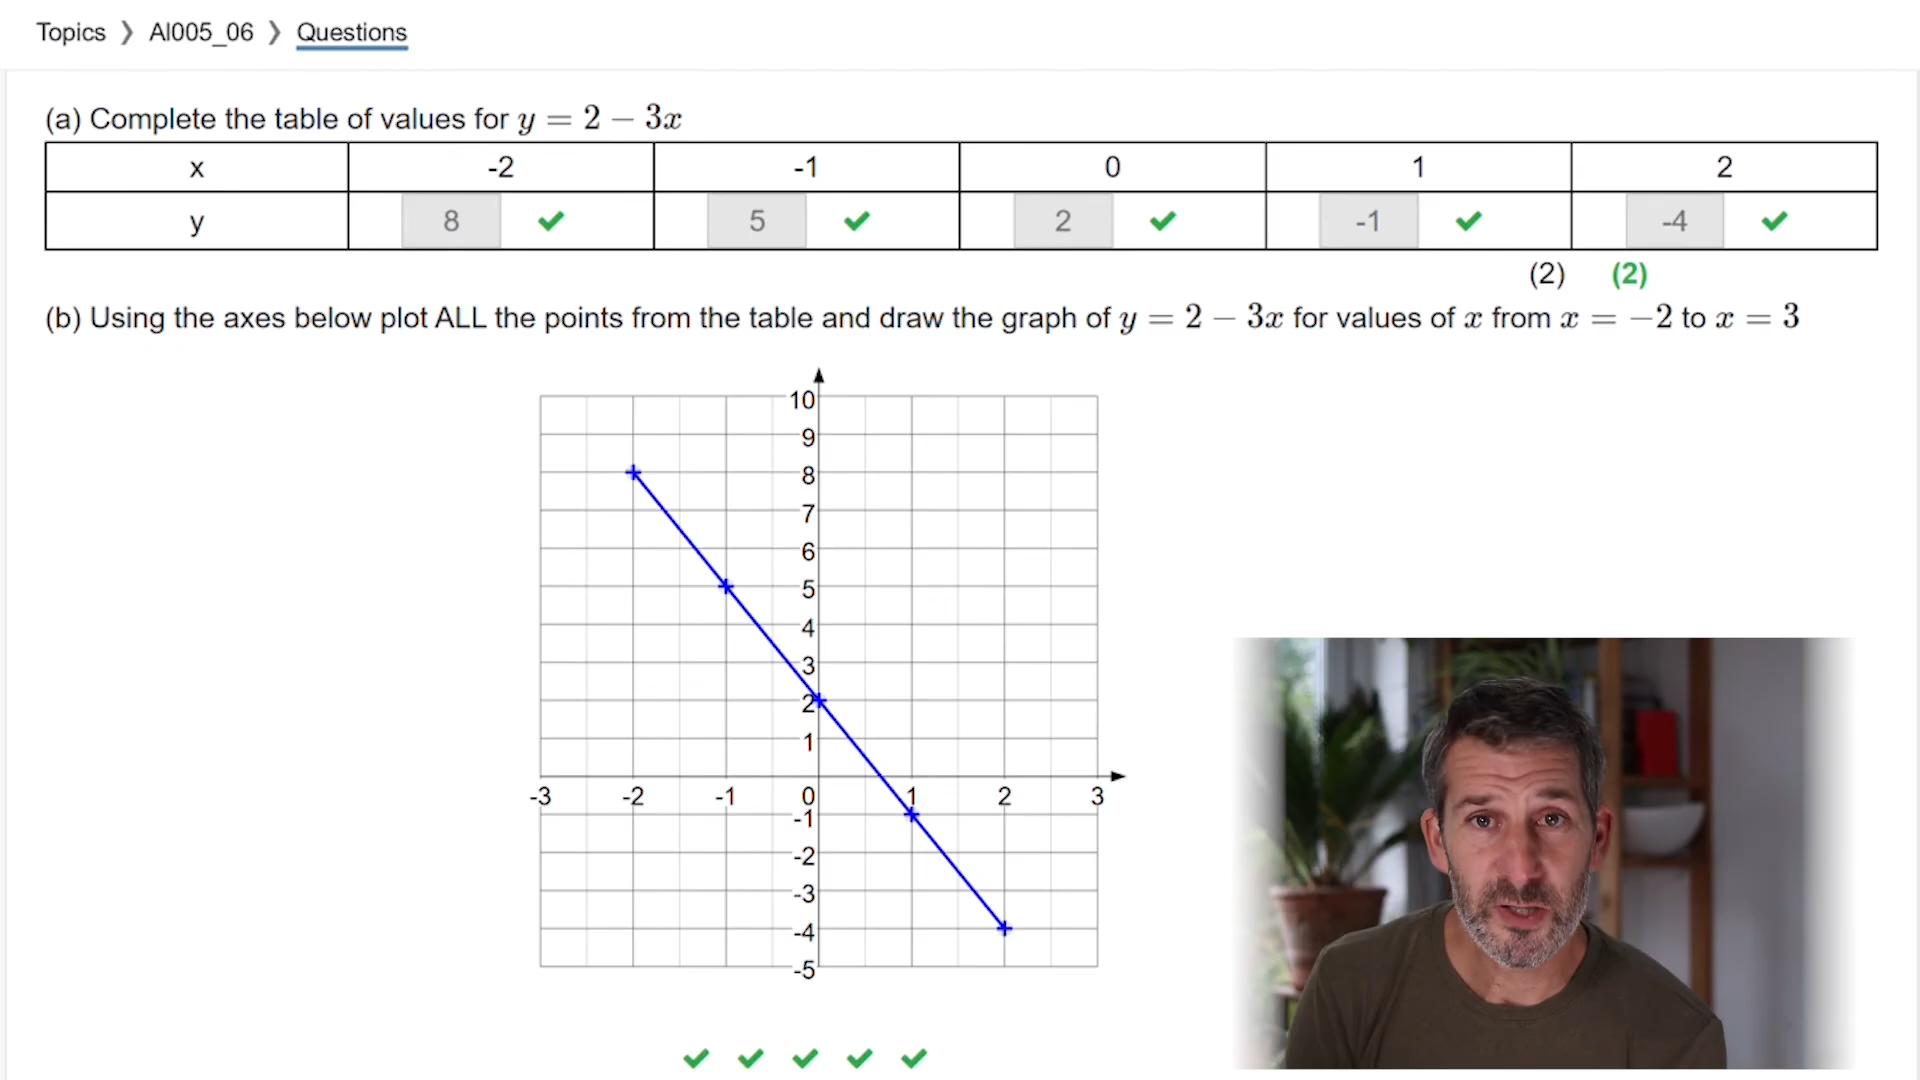 Topics ❯ Al005_06 ❯ Questions
(a) Complete the table of values for y = 2 − 3x
x -2 -1 0 1 2
y 8 5 2 -1 -4
(2) (2)
(b) Using the axes below plot ALL the points from the table and draw the graph of y = 2 − 3x for values of x from x = −2 to x = 3
10
9
8
7
6
5
4
3
2
1
-3 -2 -1 0 1 2 3
-1
-2
-3
-4
-5